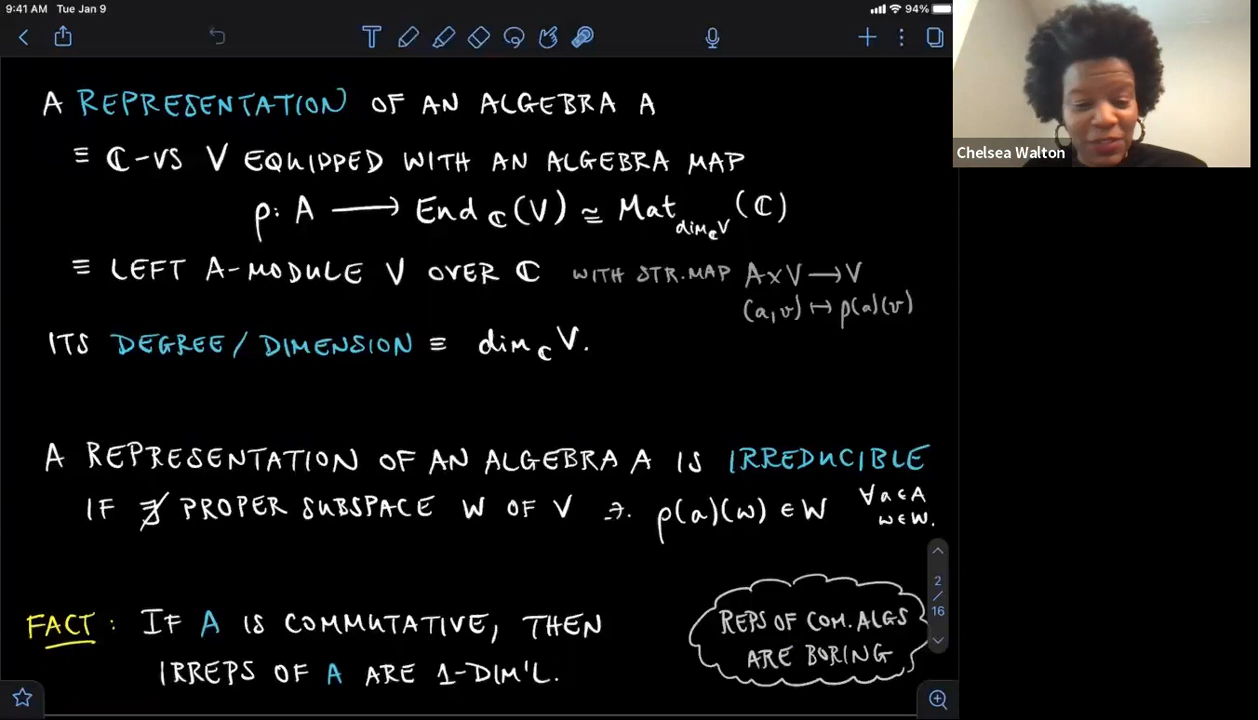 9:41 AM Tue Jan 9
94%
Chelsea Walton
A REPRESENTATION OF AN ALGEBRA A
≡ ℂ-VS V EQUIPPED WITH AN ALGEBRA MAP
ρ: A ⟶ End_ℂ(V) ≅ Mat_{dim_ℂV}(ℂ)
≡ LEFT A-MODULE V OVER ℂ WITH STR. MAP A×V ⟶ V
(a,v) ↦ ρ(a)(v)
ITS DEGREE/DIMENSION ≡ dim_ℂ V.
A REPRESENTATION OF AN ALGEBRA A IS IRREDUCIBLE
IF ∄ PROPER SUBSPACE W OF V ∋. ρ(a)(w) ∈ W ∀a∈A
w∈W.
FACT: IF A IS COMMUTATIVE, THEN
IRREPS OF A ARE 1-DIM'L.
REPS OF COM. ALGS
ARE BORING
2
/
16